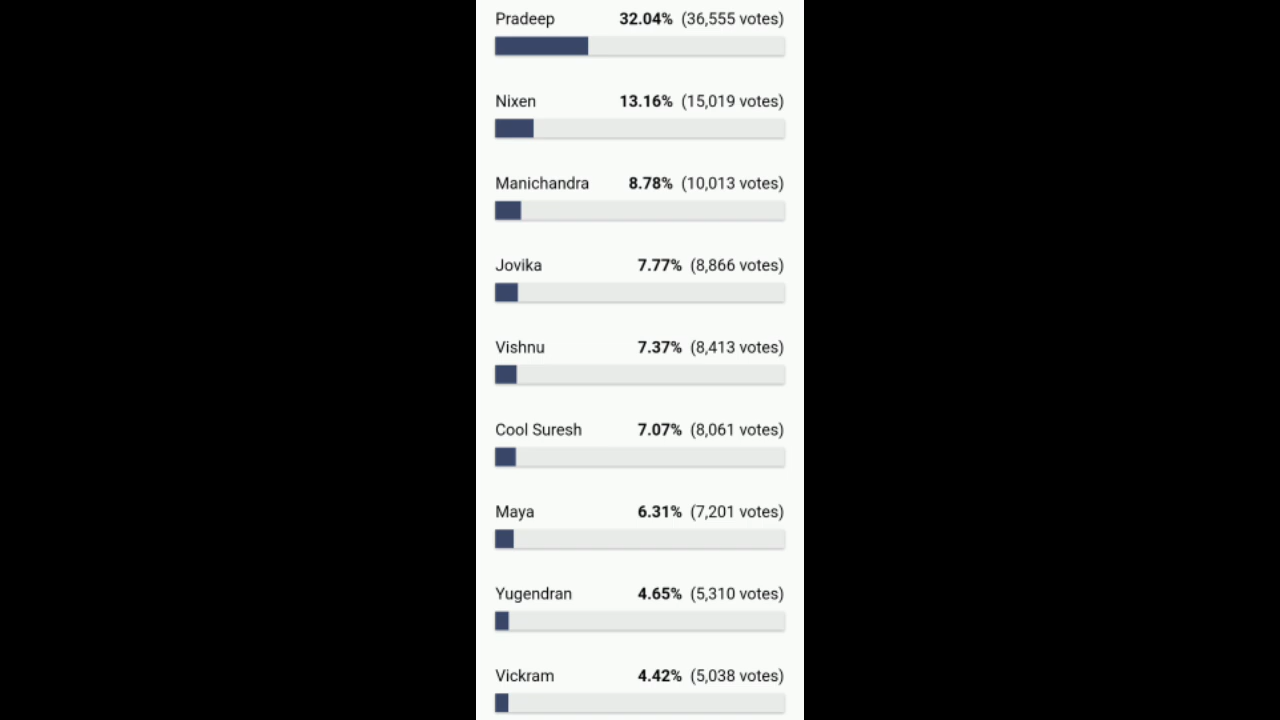 Pradeep 32.04% (36,555 votes)
Nixen 13.16% (15,019 votes)
Manichandra 8.78% (10,013 votes)
Jovika 7.77% (8,866 votes)
Vishnu 7.37% (8,413 votes)
Cool Suresh 7.07% (8,061 votes)
Maya 6.31% (7,201 votes)
Yugendran 4.65% (5,310 votes)
Vickram 4.42% (5,038 votes)